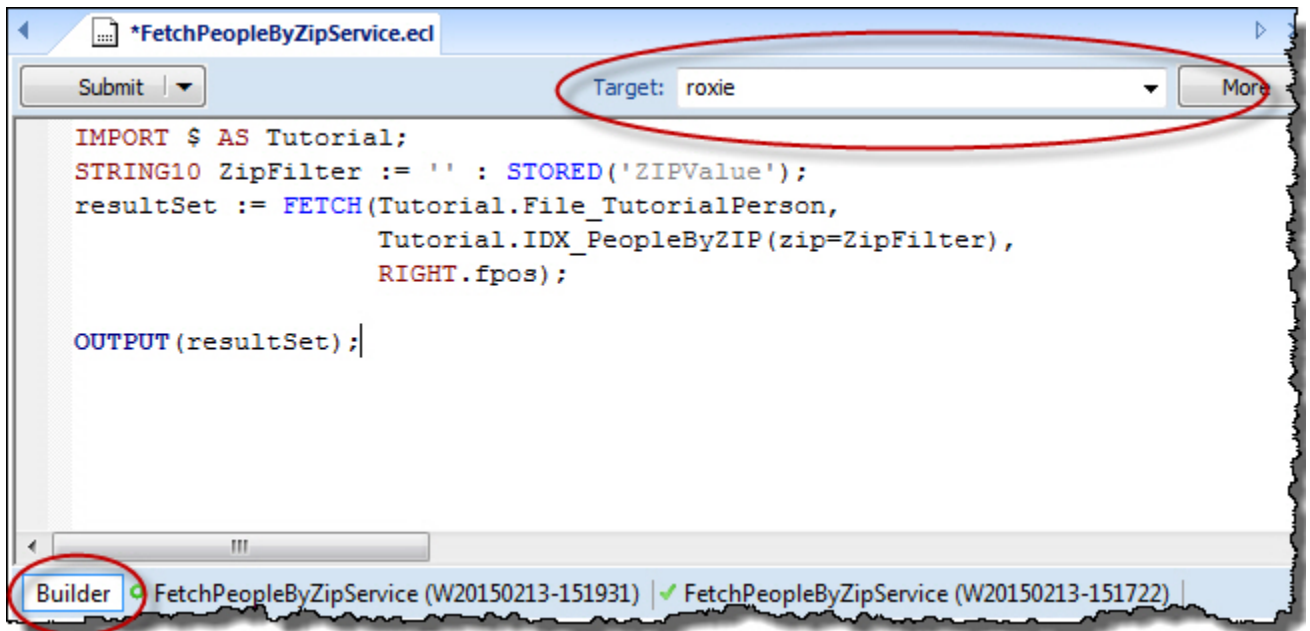 *FetchPeopleByZipService.ecl
Submit Target: roxie More
IMPORT $ AS Tutorial;
STRING10 ZipFilter := '' : STORED('ZIPValue');
resultSet := FETCH(Tutorial.File_TutorialPerson,
Tutorial.IDX_PeopleByZIP(zip=ZipFilter),
RIGHT.fpos);
OUTPUT(resultSet);
Builder FetchPeopleByZipService (W20150213-151931) FetchPeopleByZipService (W20150213-151722)